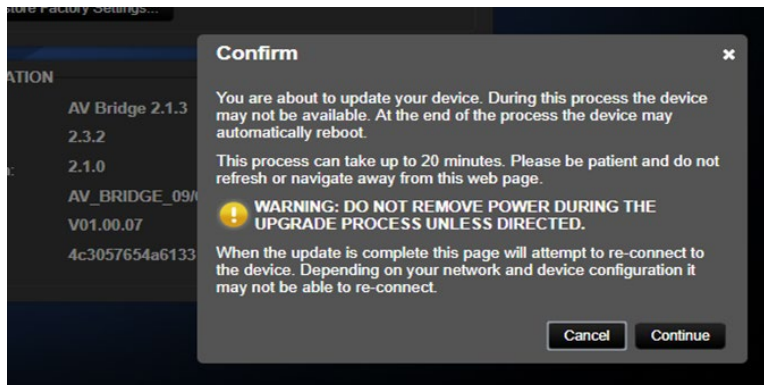 Factory Settings...
Confirm
You are about to update your device. During this process the device
may not be available. At the end of the process the device may
automatically reboot.
This process can take up to 20 minutes. Please be patient and do not
refresh or navigate away from this web page.
WARNING: DO NOT REMOVE POWER DURING THE
UPGRADE PROCESS UNLESS DIRECTED.
When the update is complete this page will attempt to re-connect to
the device. Depending on your network and device configuration it
may not be able to re-connect.
Cancel Continue
ATION
AV Bridge 2.1.3
2.3.2
2.1.0
AV_BRIDGE_09/
V01.00.07
4c3057654a6133